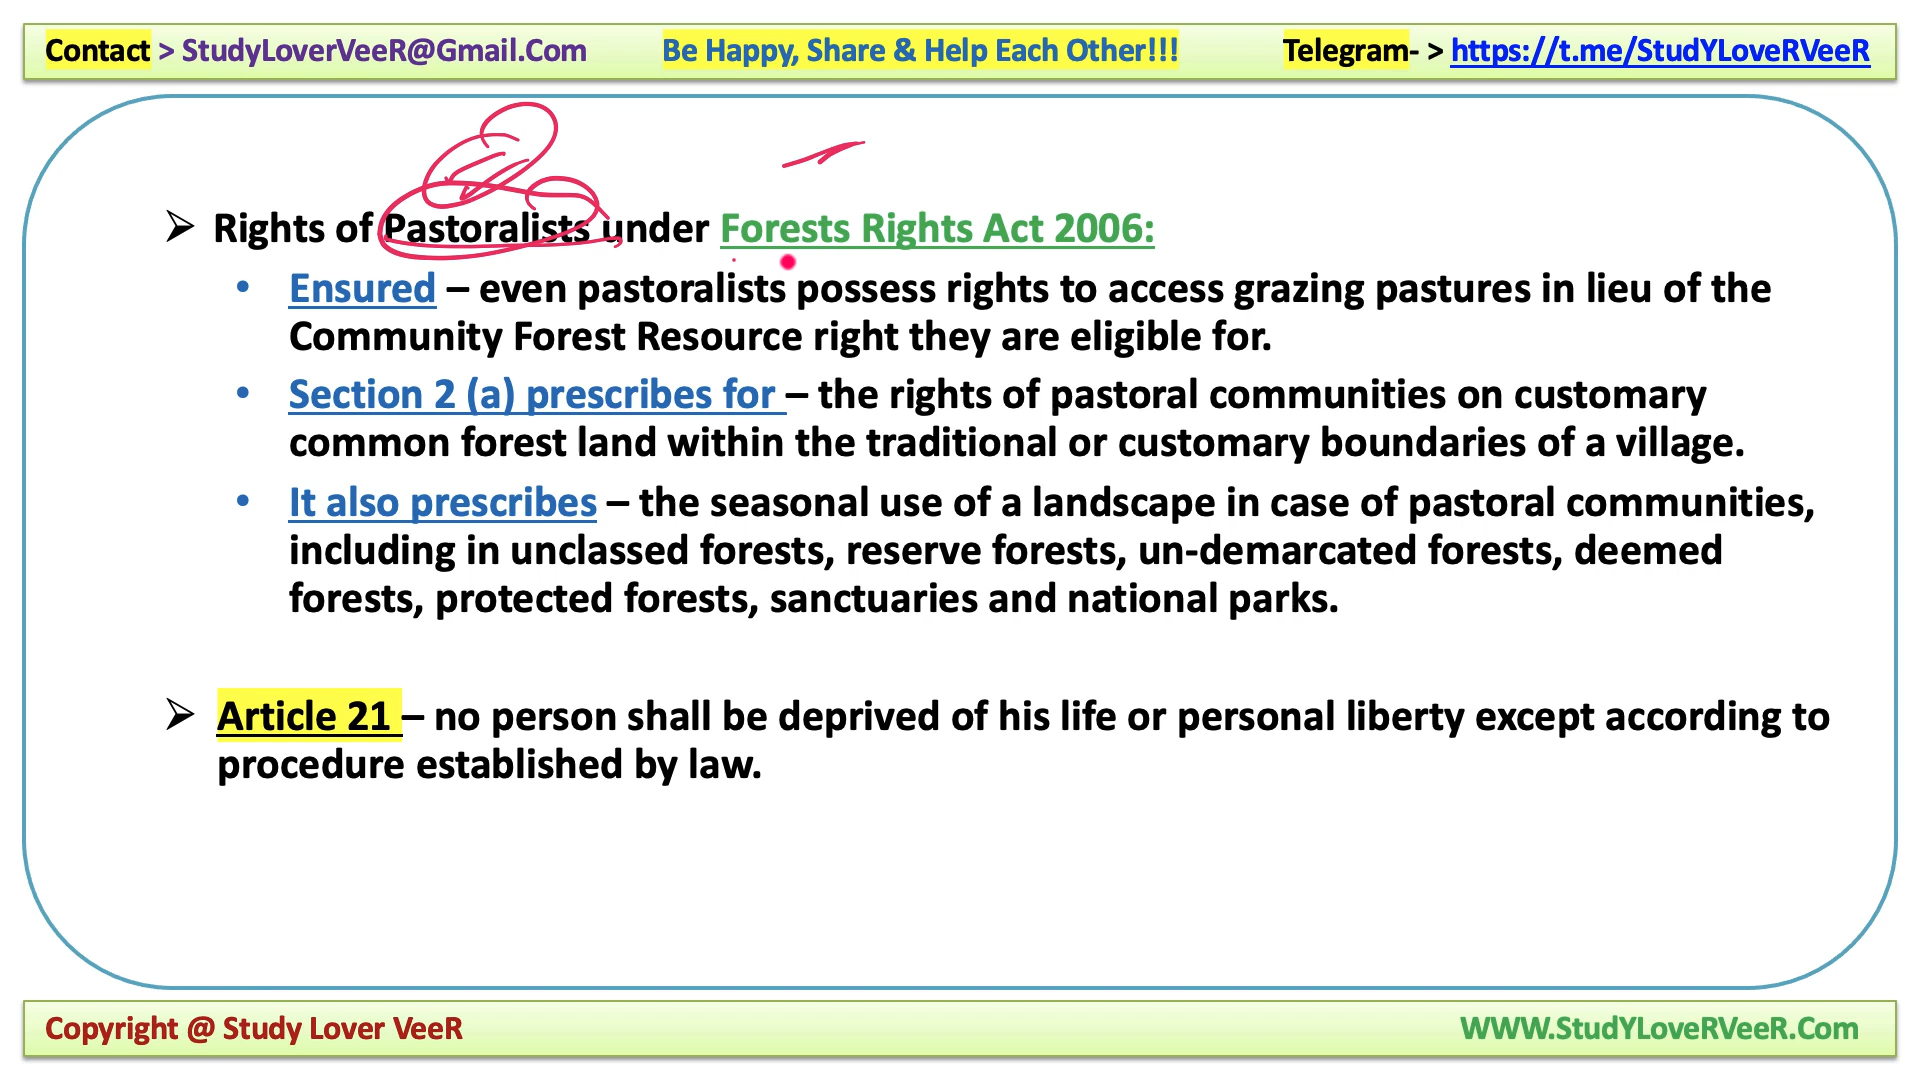 Contact > StudyLoverVeeR@Gmail.Com Be Happy, Share & Help Each Other!!! Telegram- > https://t.me/StudYLoveRVeeR
➢ Rights of Pastoralists under Forests Rights Act 2006:
• Ensured – even pastoralists possess rights to access grazing pastures in lieu of the
Community Forest Resource right they are eligible for.
• Section 2 (a) prescribes for – the rights of pastoral communities on customary
common forest land within the traditional or customary boundaries of a village.
• It also prescribes – the seasonal use of a landscape in case of pastoral communities,
including in unclassed forests, reserve forests, un-demarcated forests, deemed
forests, protected forests, sanctuaries and national parks.
➢ Article 21 – no person shall be deprived of his life or personal liberty except according to
procedure established by law.
Copyright @ Study Lover VeeR WWW.StudYLoveRVeeR.Com